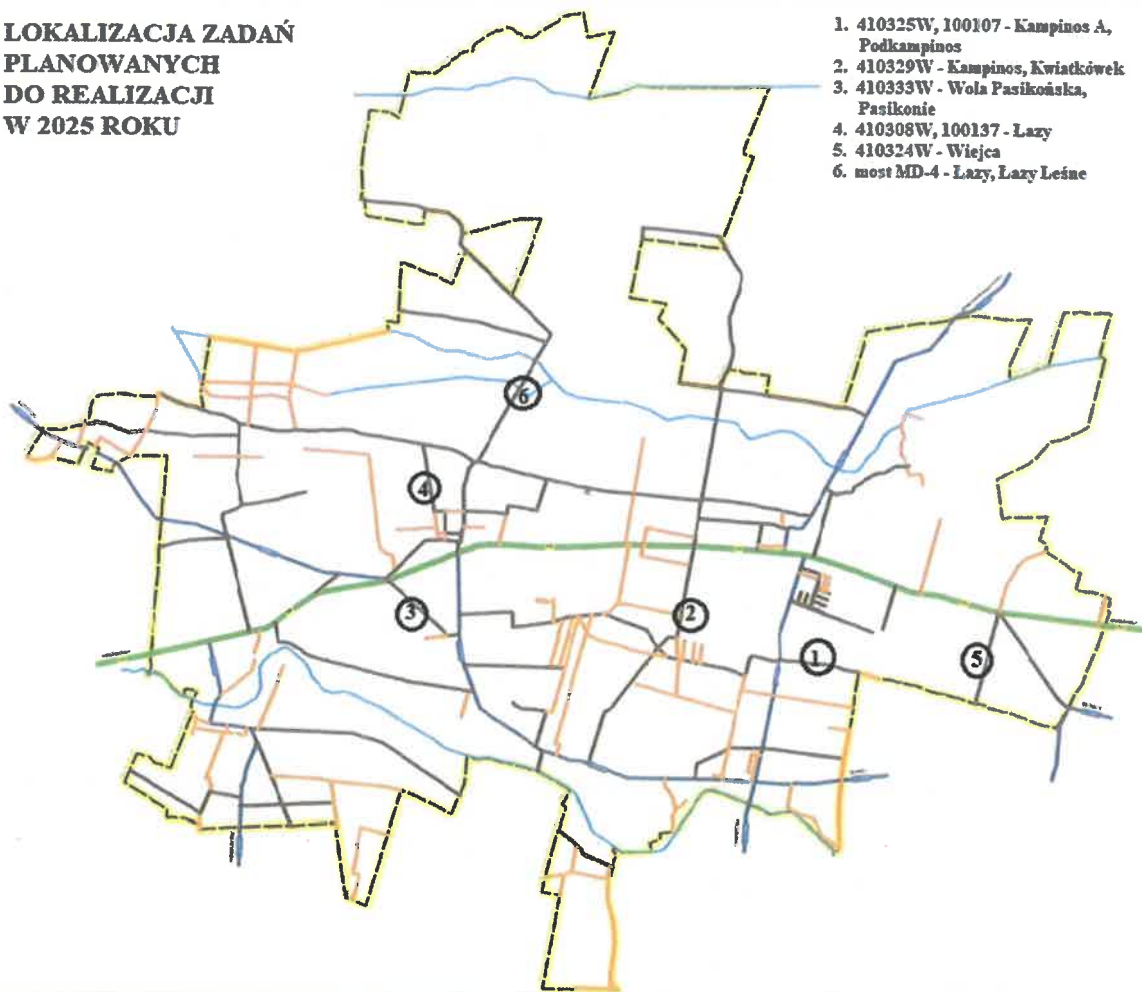 LOKALIZACJA ZADAŃ
PLANOWANYCH
DO REALIZACJI
W 2025 ROKU
1. 410325W, 100107 - Kampinos A,
Podkampinos
2. 410329W - Kampinos, Kwiatkówek
3. 410333W - Wola Pasikońska,
Pasikonie
4. 410308W, 100137 - Łazy
5. 410324W - Wiejca
6. most MD-4 - Łazy, Łazy Leśne
6
4
3
2
1
5